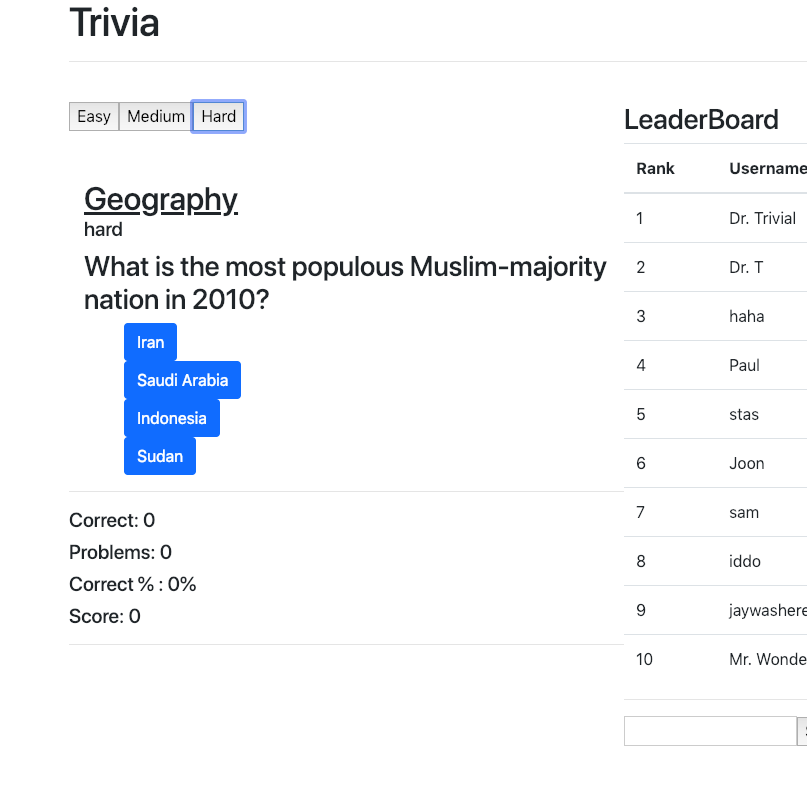 Trivia
Easy Medium Hard
Geography
hard
What is the most populous Muslim-majority
nation in 2010?
Iran
Saudi Arabia
Indonesia
Sudan
Correct: 0
Problems: 0
Correct % : 0%
Score: 0
LeaderBoard
Rank Username
1 Dr. Trivial
2 Dr. T
3 haha
4 Paul
5 stas
6 Joon
7 sam
8 iddo
9 jaywashere
10 Mr. Wonde